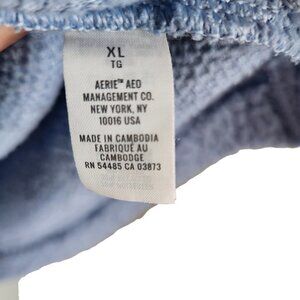 XL
TG
AERIE™ AEO
MANAGEMENT CO.
NEW YORK, NY
10016 USA
MADE IN CAMBODIA
FABRIQUÉ AU
CAMBODGE
RN 54485 CA 03873